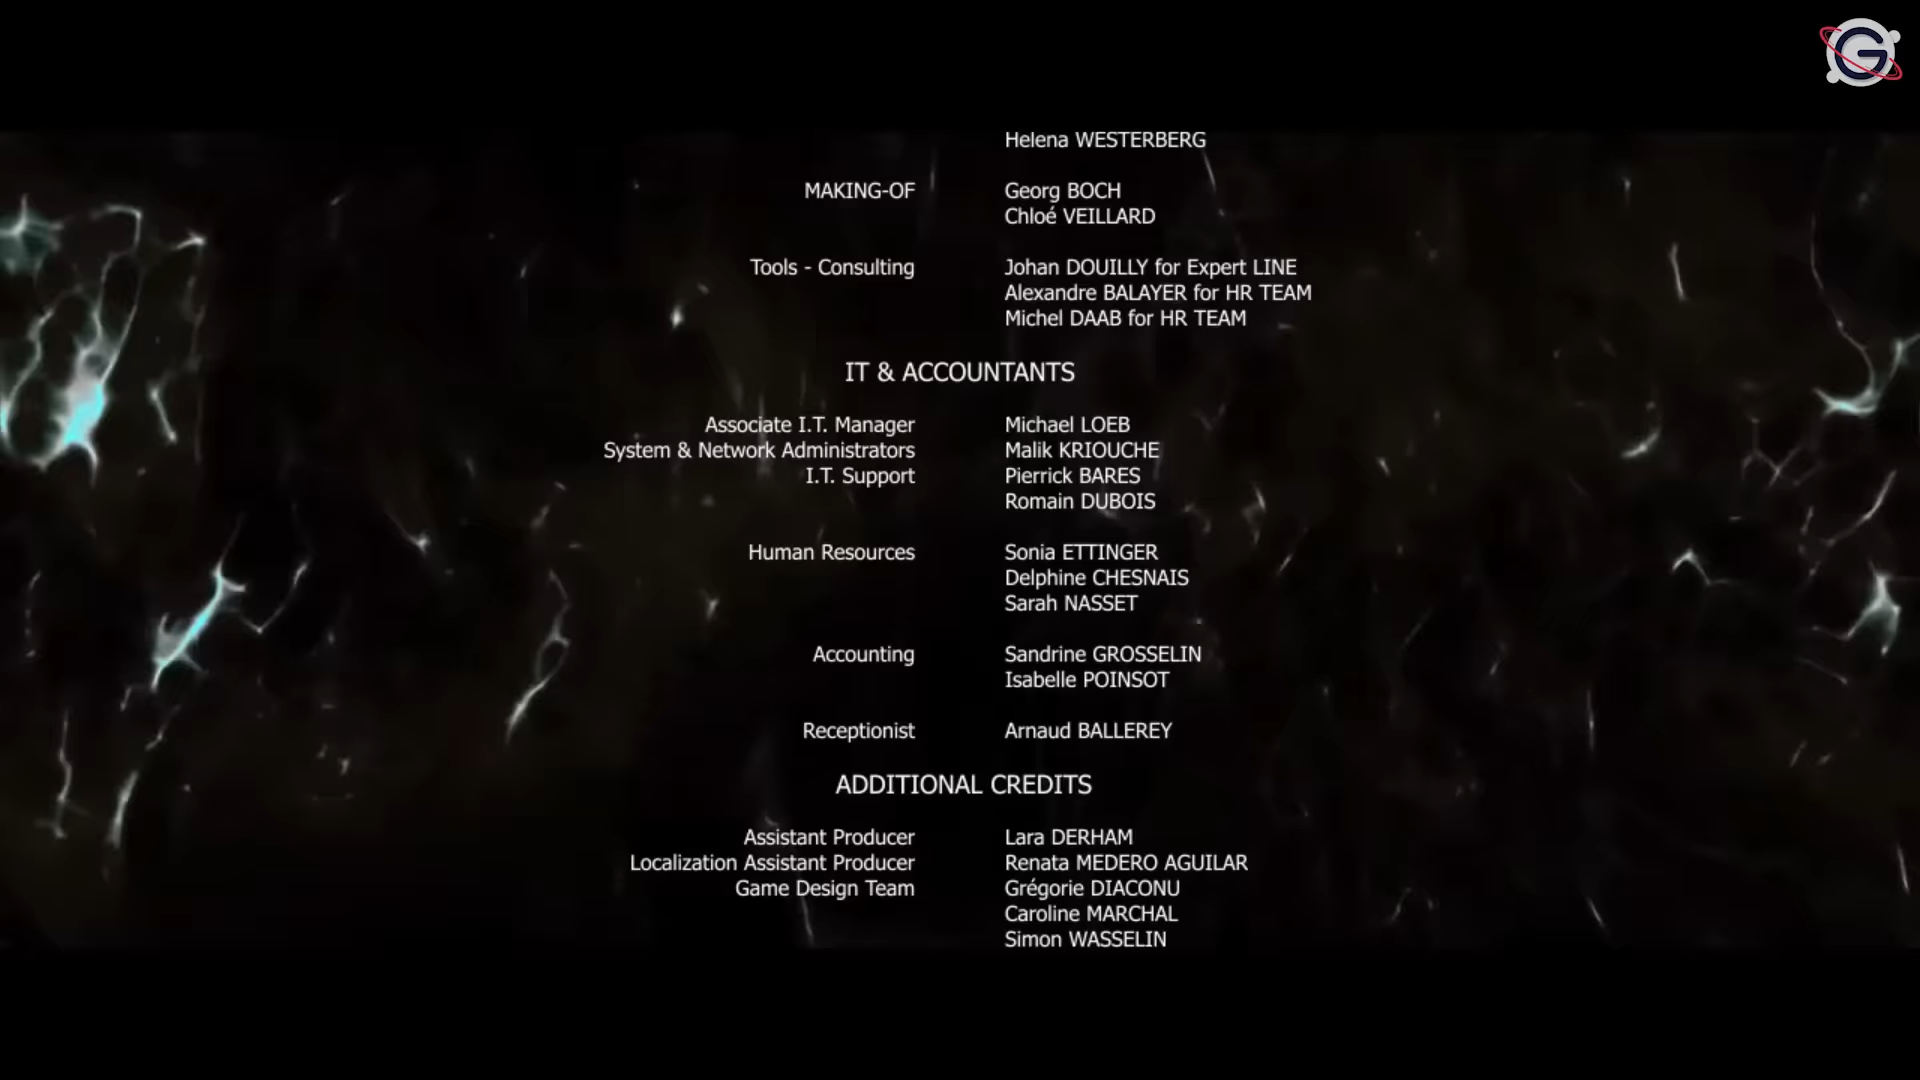 Helena WESTERBERG
MAKING-OF Georg BOCH
Chloé VEILLARD
Tools - Consulting Johan DOUILLY for Expert LINE
Alexandre BALAYER for HR TEAM
Michel DAAB for HR TEAM
IT & ACCOUNTANTS
Associate I.T. Manager Michael LOEB
System & Network Administrators Malik KRIOUCHE
I.T. Support Pierrick BARES
Romain DUBOIS
Human Resources Sonia ETTINGER
Delphine CHESNAIS
Sarah NASSET
Accounting Sandrine GROSSELIN
Isabelle POINSOT
Receptionist Arnaud BALLEREY
ADDITIONAL CREDITS
Assistant Producer Lara DERHAM
Localization Assistant Producer Renata MEDERO AGUILAR
Game Design Team Grégorie DIACONU
Caroline MARCHAL
Simon WASSELIN
G